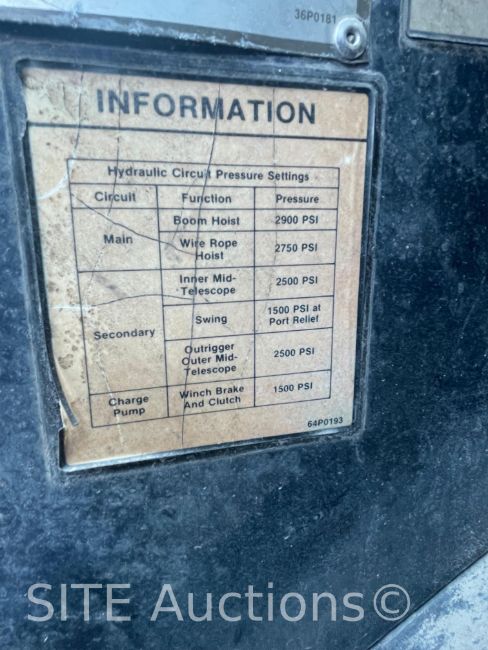 36P0181
INFORMATION
Hydraulic Circuit Pressure Settings
Circuit Function Pressure
Main
Boom Hoist 2900 PSI
Wire Rope
Hoist
2750 PSI
Secondary
Inner Mid-
Telescope
2500 PSI
Swing
1500 PSI at
Port Relief
Outrigger
Outer Mid-
Telescope
2500 PSI
Charge
Pump
Winch Brake
And Clutch
1500 PSI
64P0193
SITE Auctions©